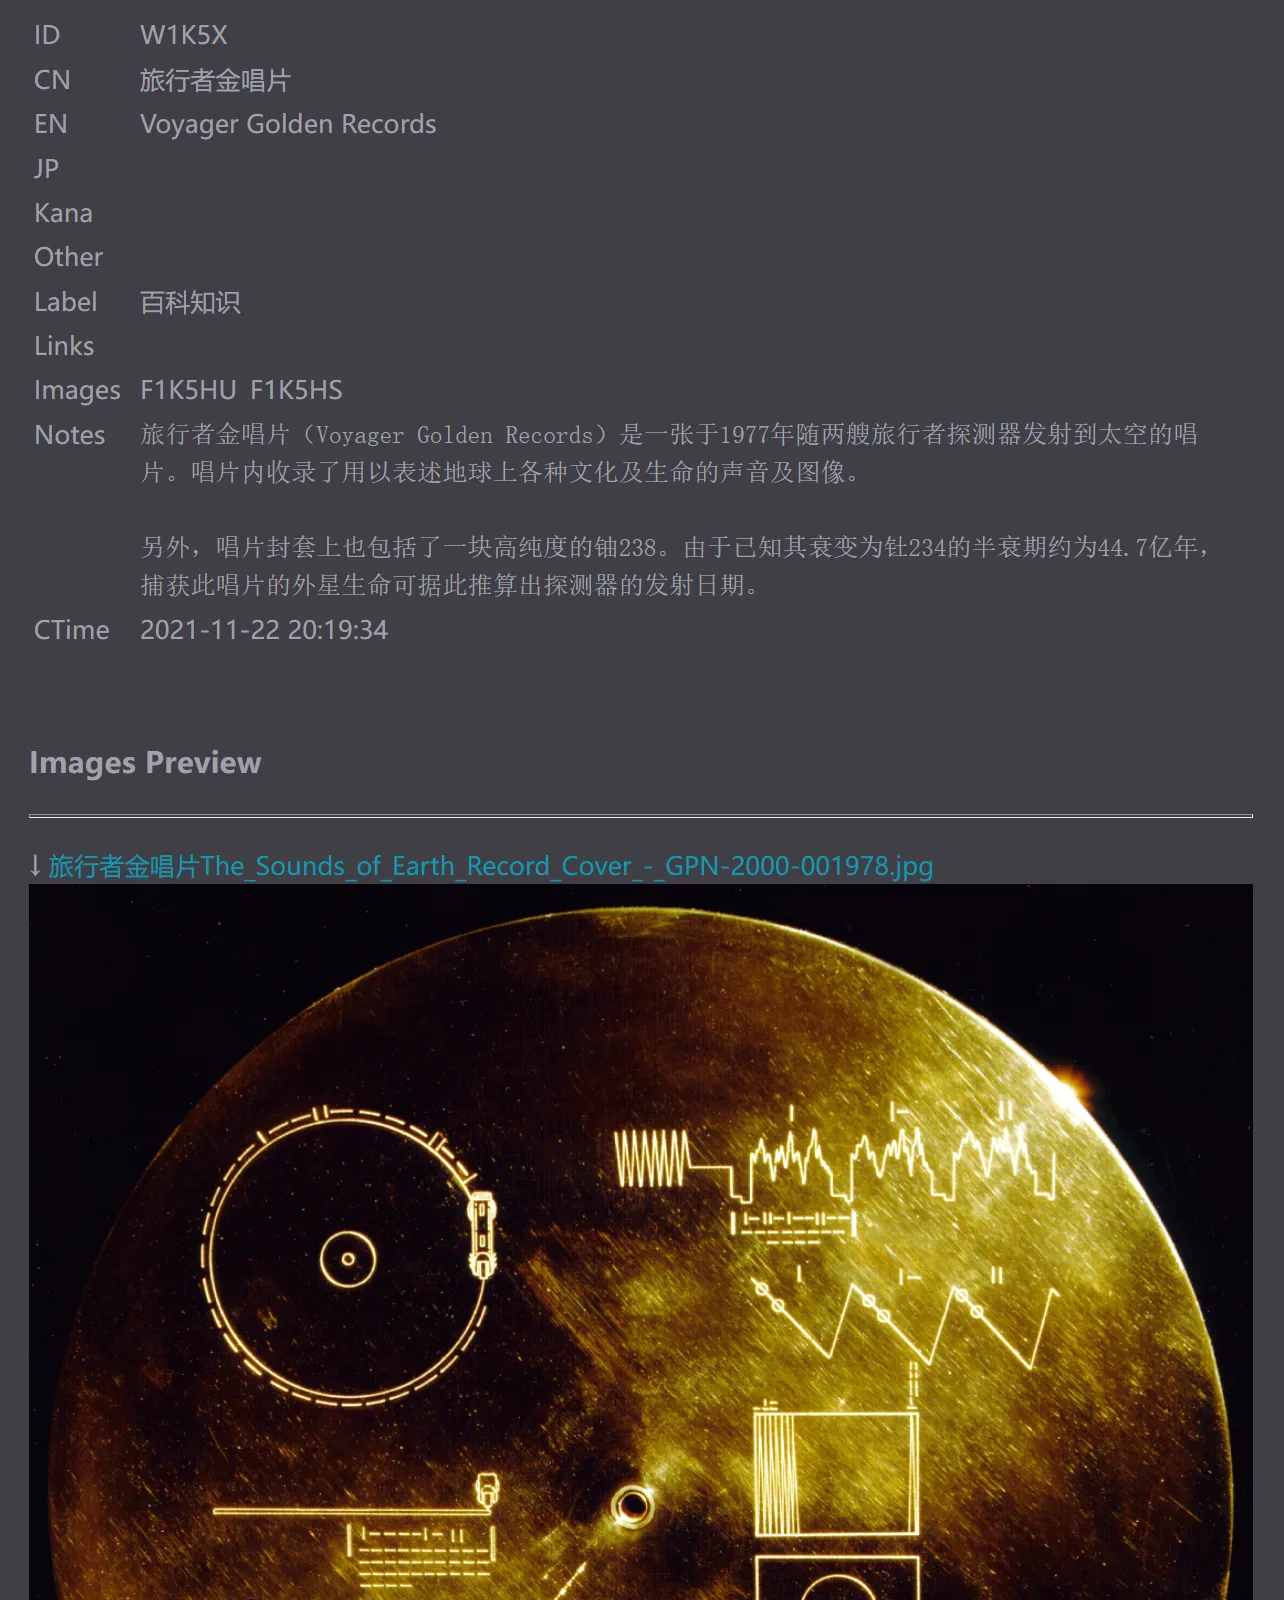 ID W1K5X
CN 旅行者金唱片
EN Voyager Golden Records
JP
Kana
Other
Label 百科知识
Links
Images F1K5HU F1K5HS
Notes 旅行者金唱片（Voyager Golden Records）是一张于1977年随两艘旅行者探测器发射到太空的唱
片。唱片内收录了用以表述地球上各种文化及生命的声音及图像。
另外，唱片封套上也包括了一块高纯度的铀238。由于已知其衰变为钍234的半衰期约为44.7亿年，
捕获此唱片的外星生命可据此推算出探测器的发射日期。
CTime 2021-11-22 20:19:34
Images Preview
↓ 旅行者金唱片The_Sounds_of_Earth_Record_Cover_-_GPN-2000-001978.jpg